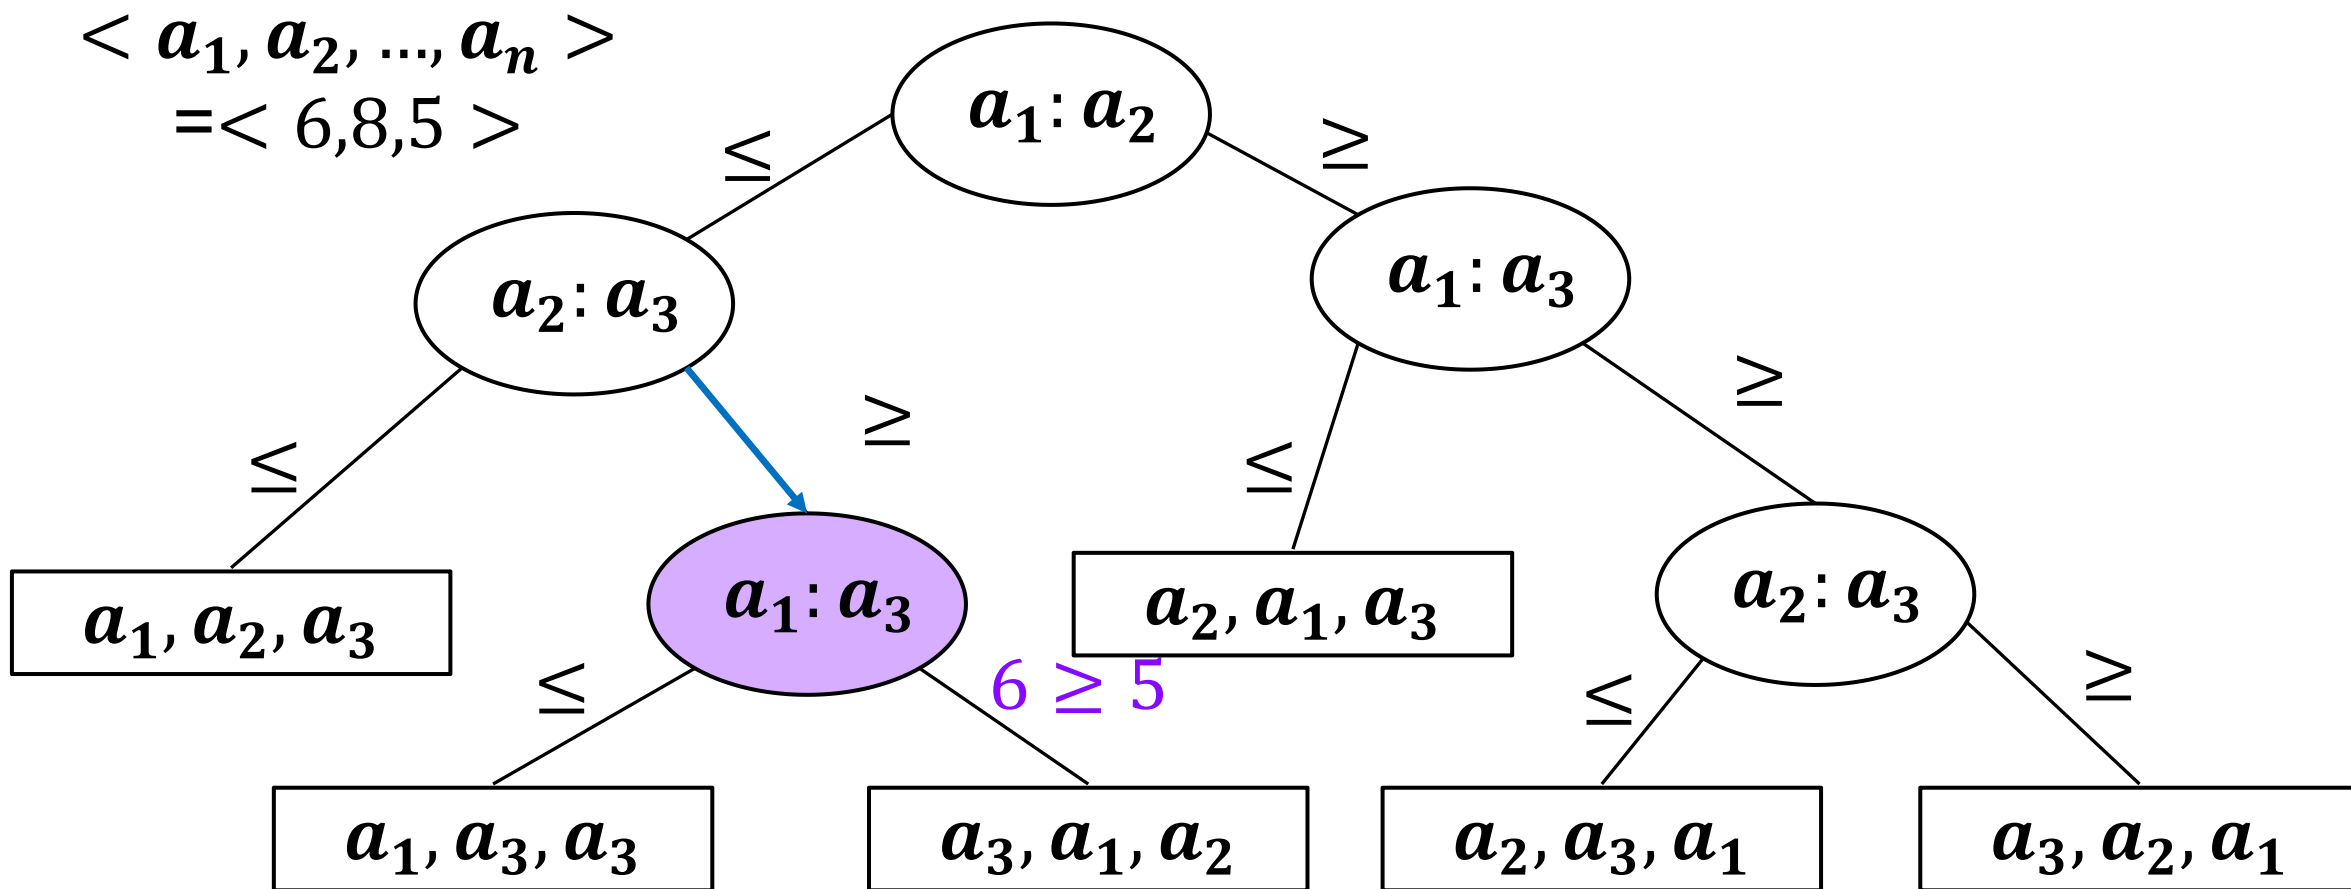 < a₁, a₂, ..., aₙ >
=< 6,8,5 >
a₁: a₂
≤
≥
a₂: a₃
a₁: a₃
≤
≥
≤
≥
a₁, a₂, a₃
a₁: a₃
a₂, a₁, a₃
a₂: a₃
≤
6 ≥ 5
≤
≥
a₁, a₃, a₃
a₃, a₁, a₂
a₂, a₃, a₁
a₃, a₂, a₁